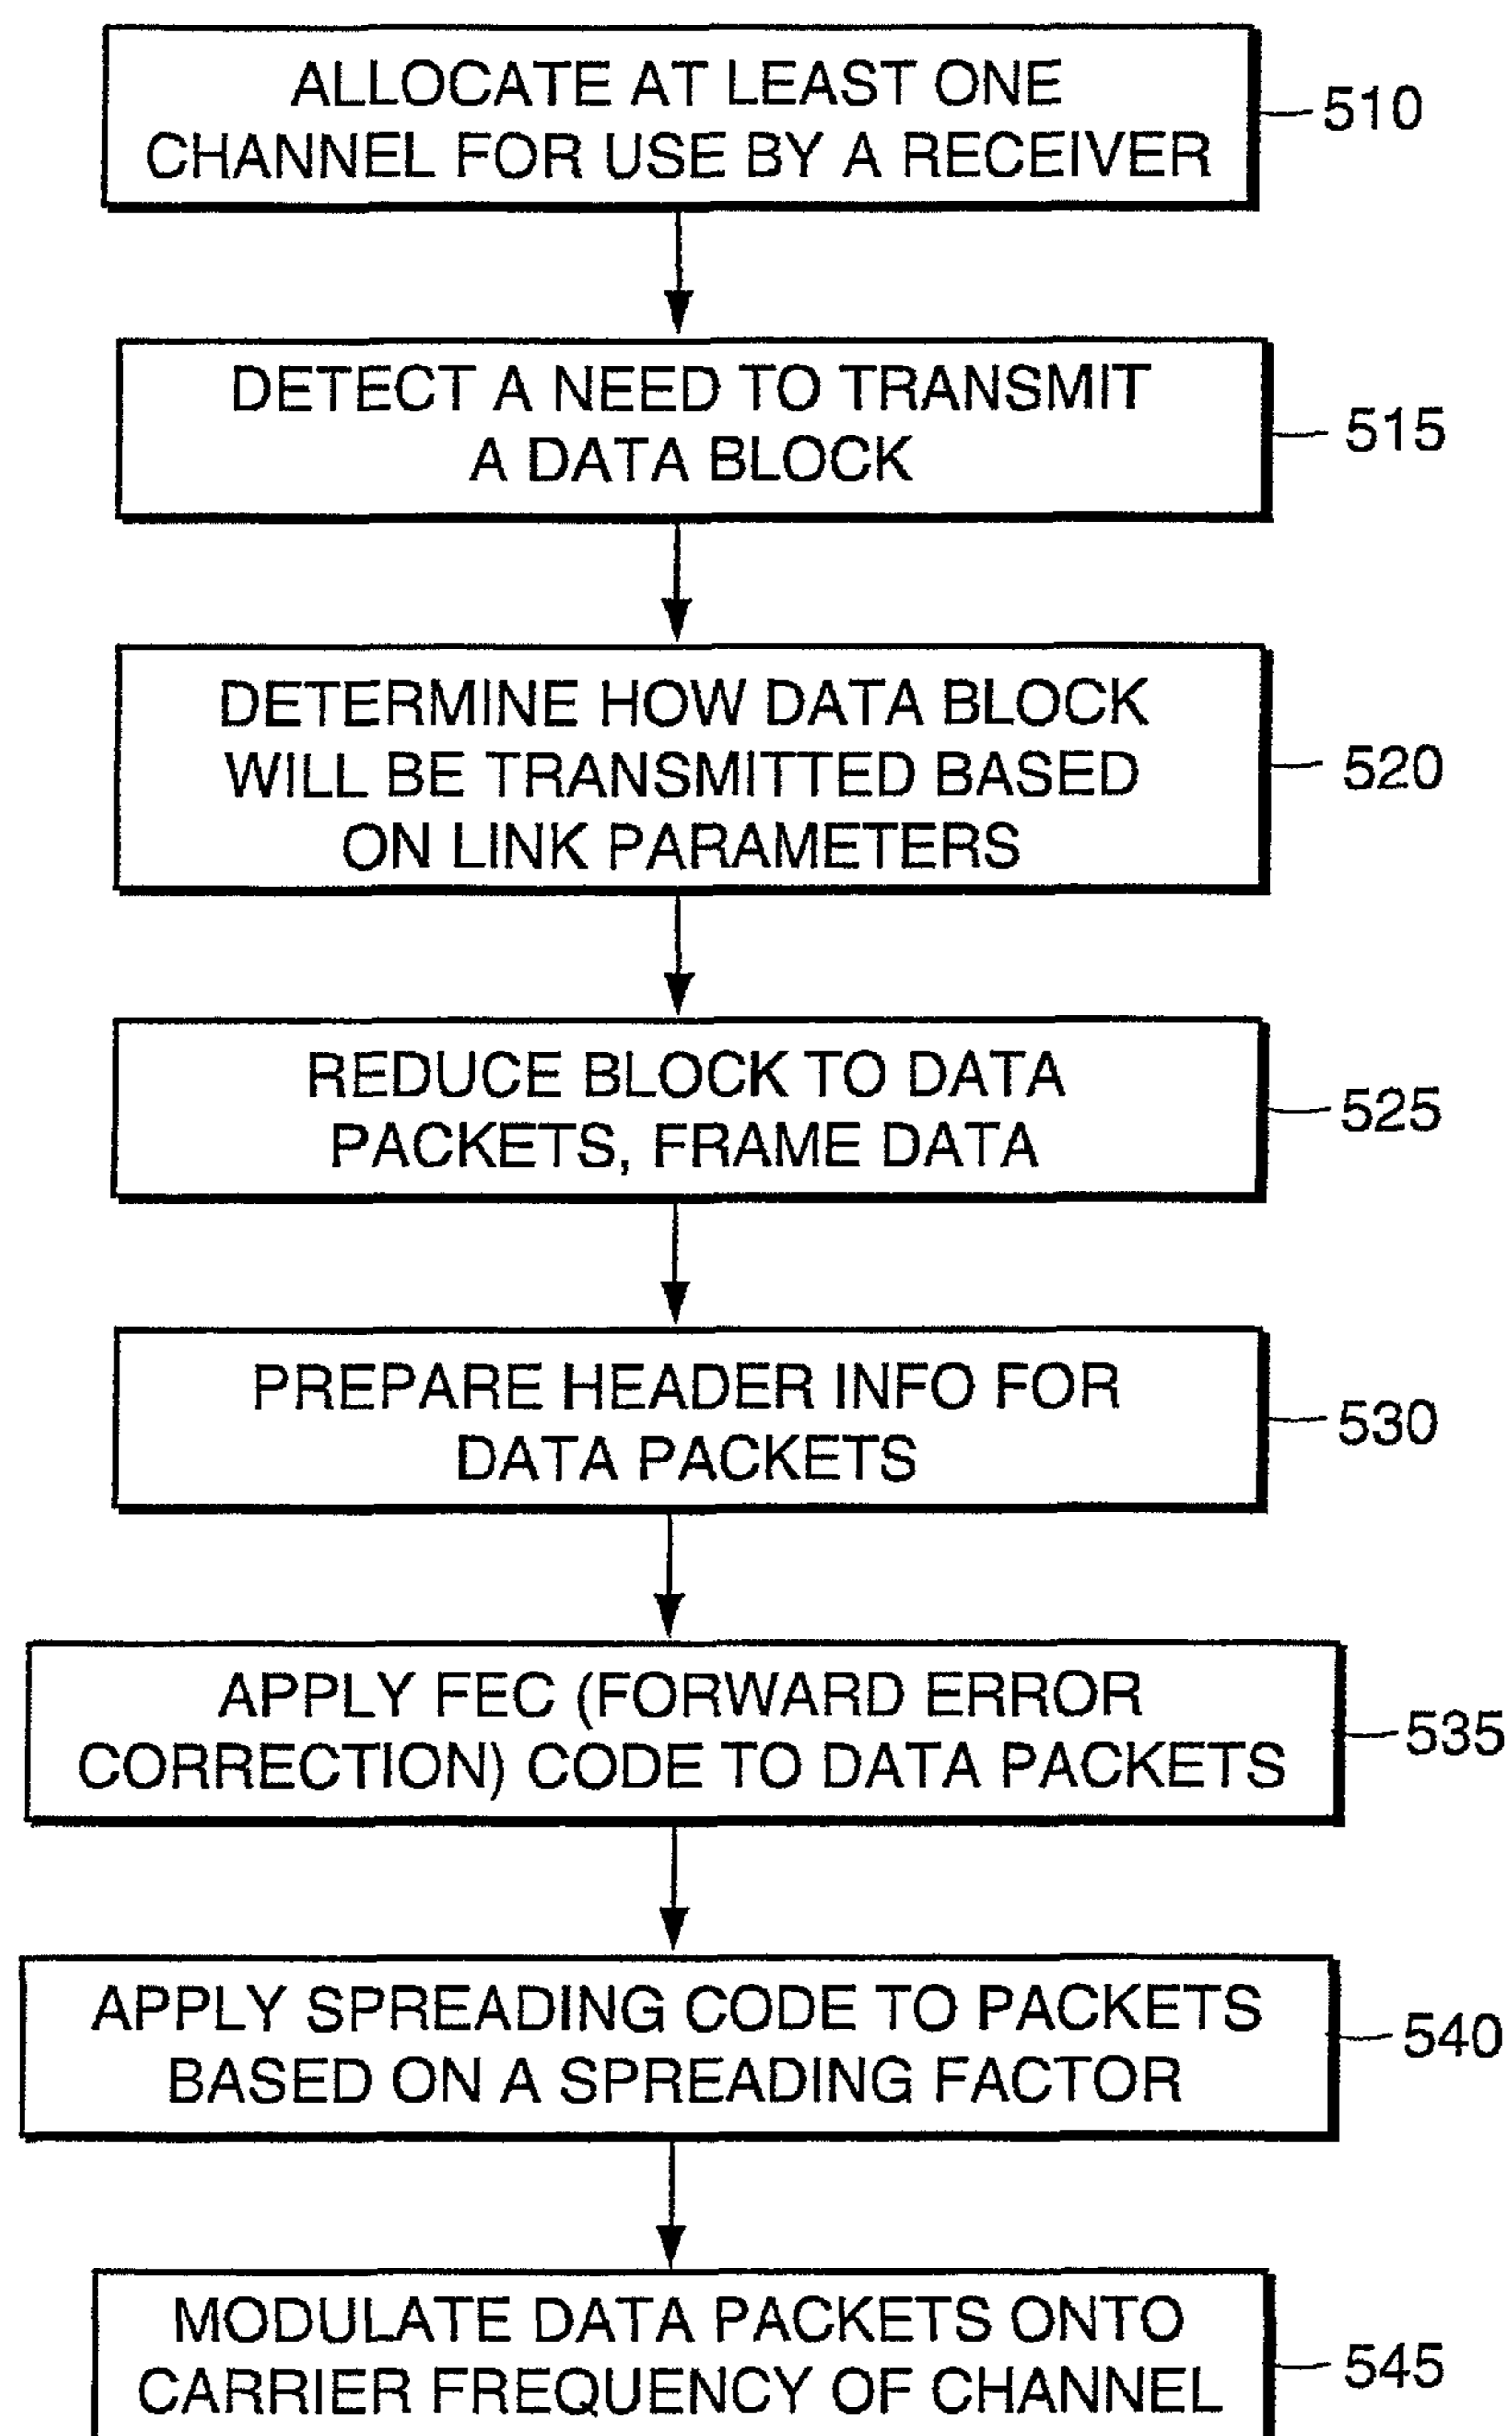 ALLOCATE AT LEAST ONE
CHANNEL FOR USE BY A RECEIVER
510
DETECT A NEED TO TRANSMIT
A DATA BLOCK
515
DETERMINE HOW DATA BLOCK
WILL BE TRANSMITTED BASED
ON LINK PARAMETERS
520
REDUCE BLOCK TO DATA
PACKETS, FRAME DATA
525
PREPARE HEADER INFO FOR
DATA PACKETS
530
APPLY FEC (FORWARD ERROR
CORRECTION) CODE TO DATA PACKETS
535
APPLY SPREADING CODE TO PACKETS
BASED ON A SPREADING FACTOR
540
MODULATE DATA PACKETS ONTO
CARRIER FREQUENCY OF CHANNEL
545